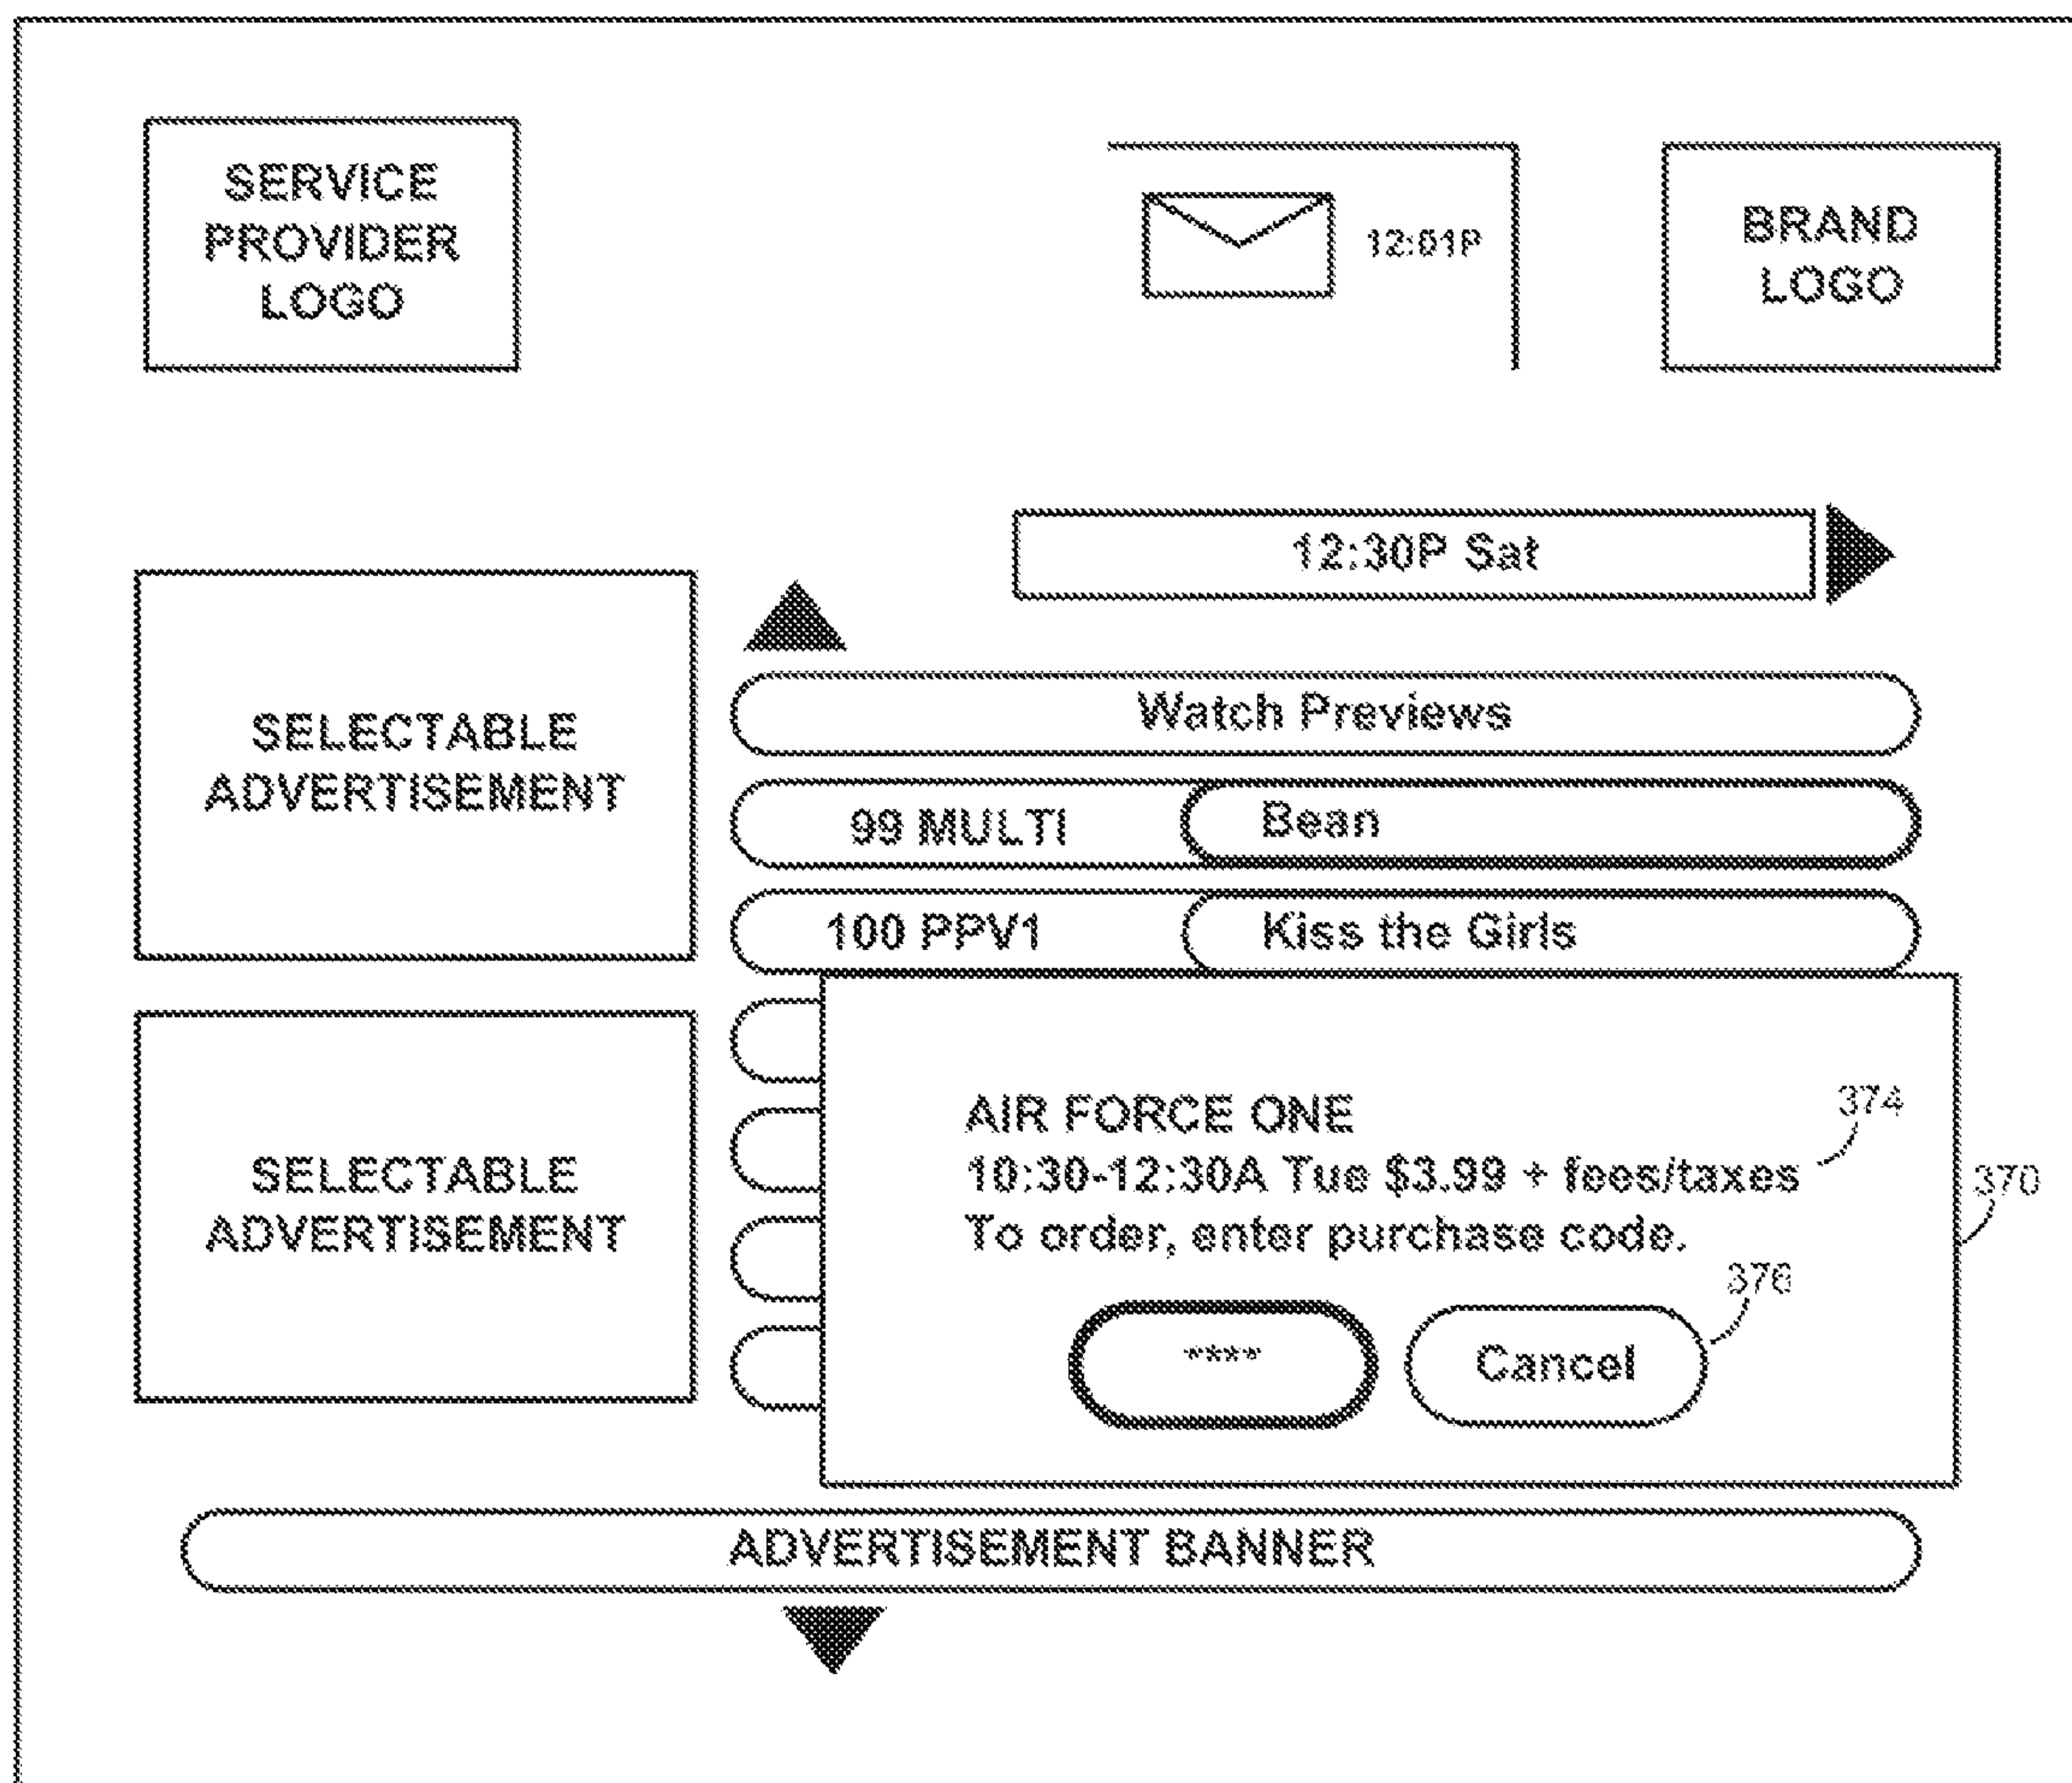 SERVICE
PROVIDER
LOGO
12:01P
BRAND
LOGO
12:30P Sat
SELECTABLE
ADVERTISEMENT
Watch Previews
99 MULTI
Bean
100 PPV1
Kiss the Girls
SELECTABLE
ADVERTISEMENT
AIR FORCE ONE
374
10:30-12:30A Tue $3.99 + fees/taxes
370
To order, enter purchase code.
376
****
Cancel
ADVERTISEMENT BANNER